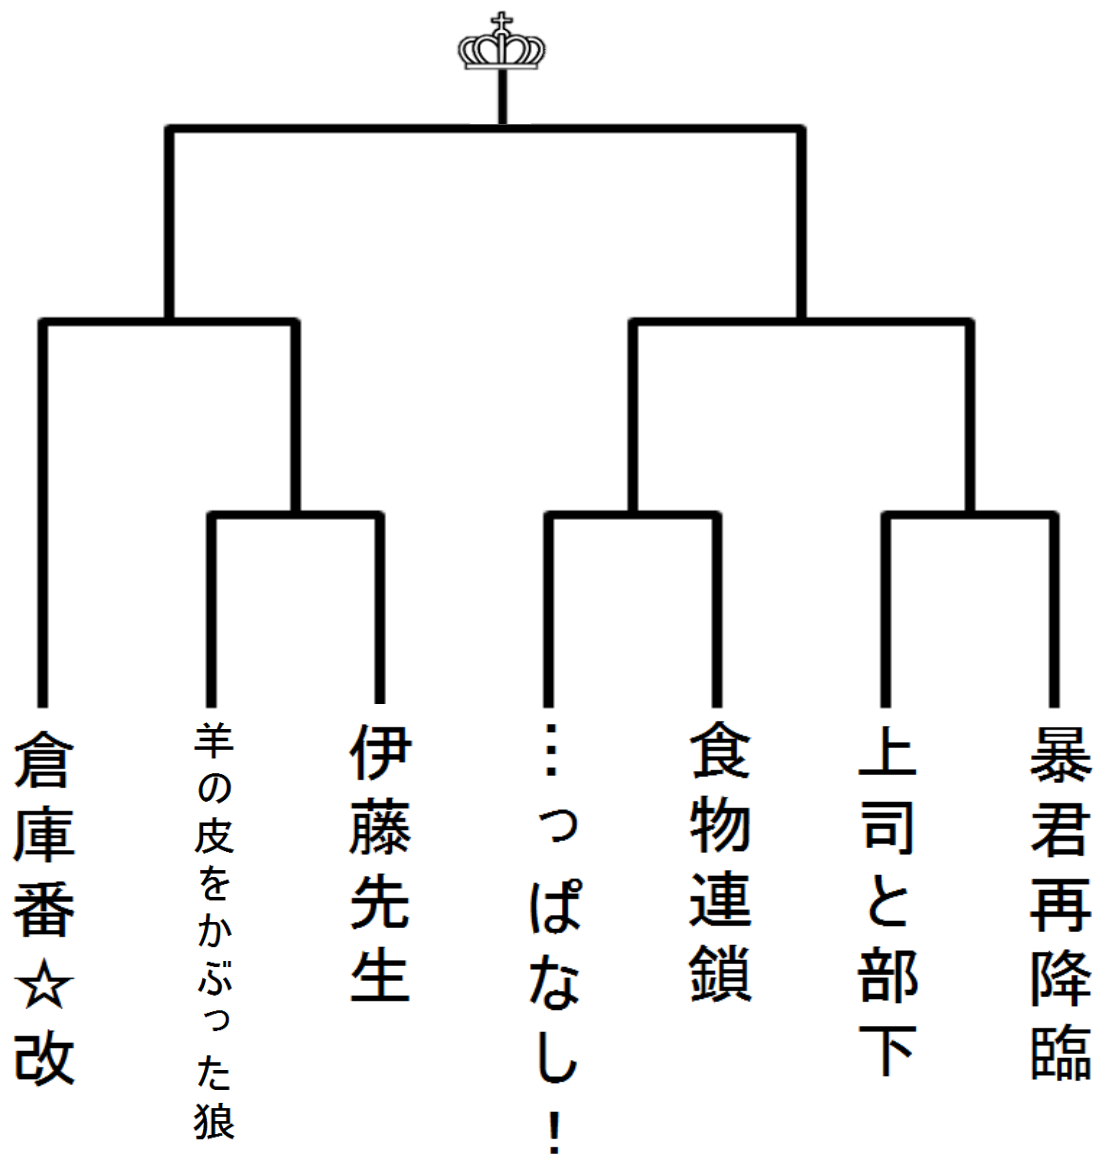 倉庫番☆改
羊の皮をかぶった狼
伊藤先生
…っぱなし！
食物連鎖
上司と部下
暴君再降臨